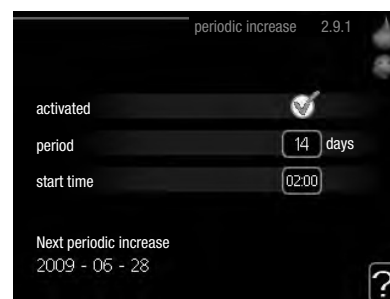 periodic increase 2.9.1
activated
period 14 days
start time 02:00
Next periodic increase
2009 - 06 - 28
?